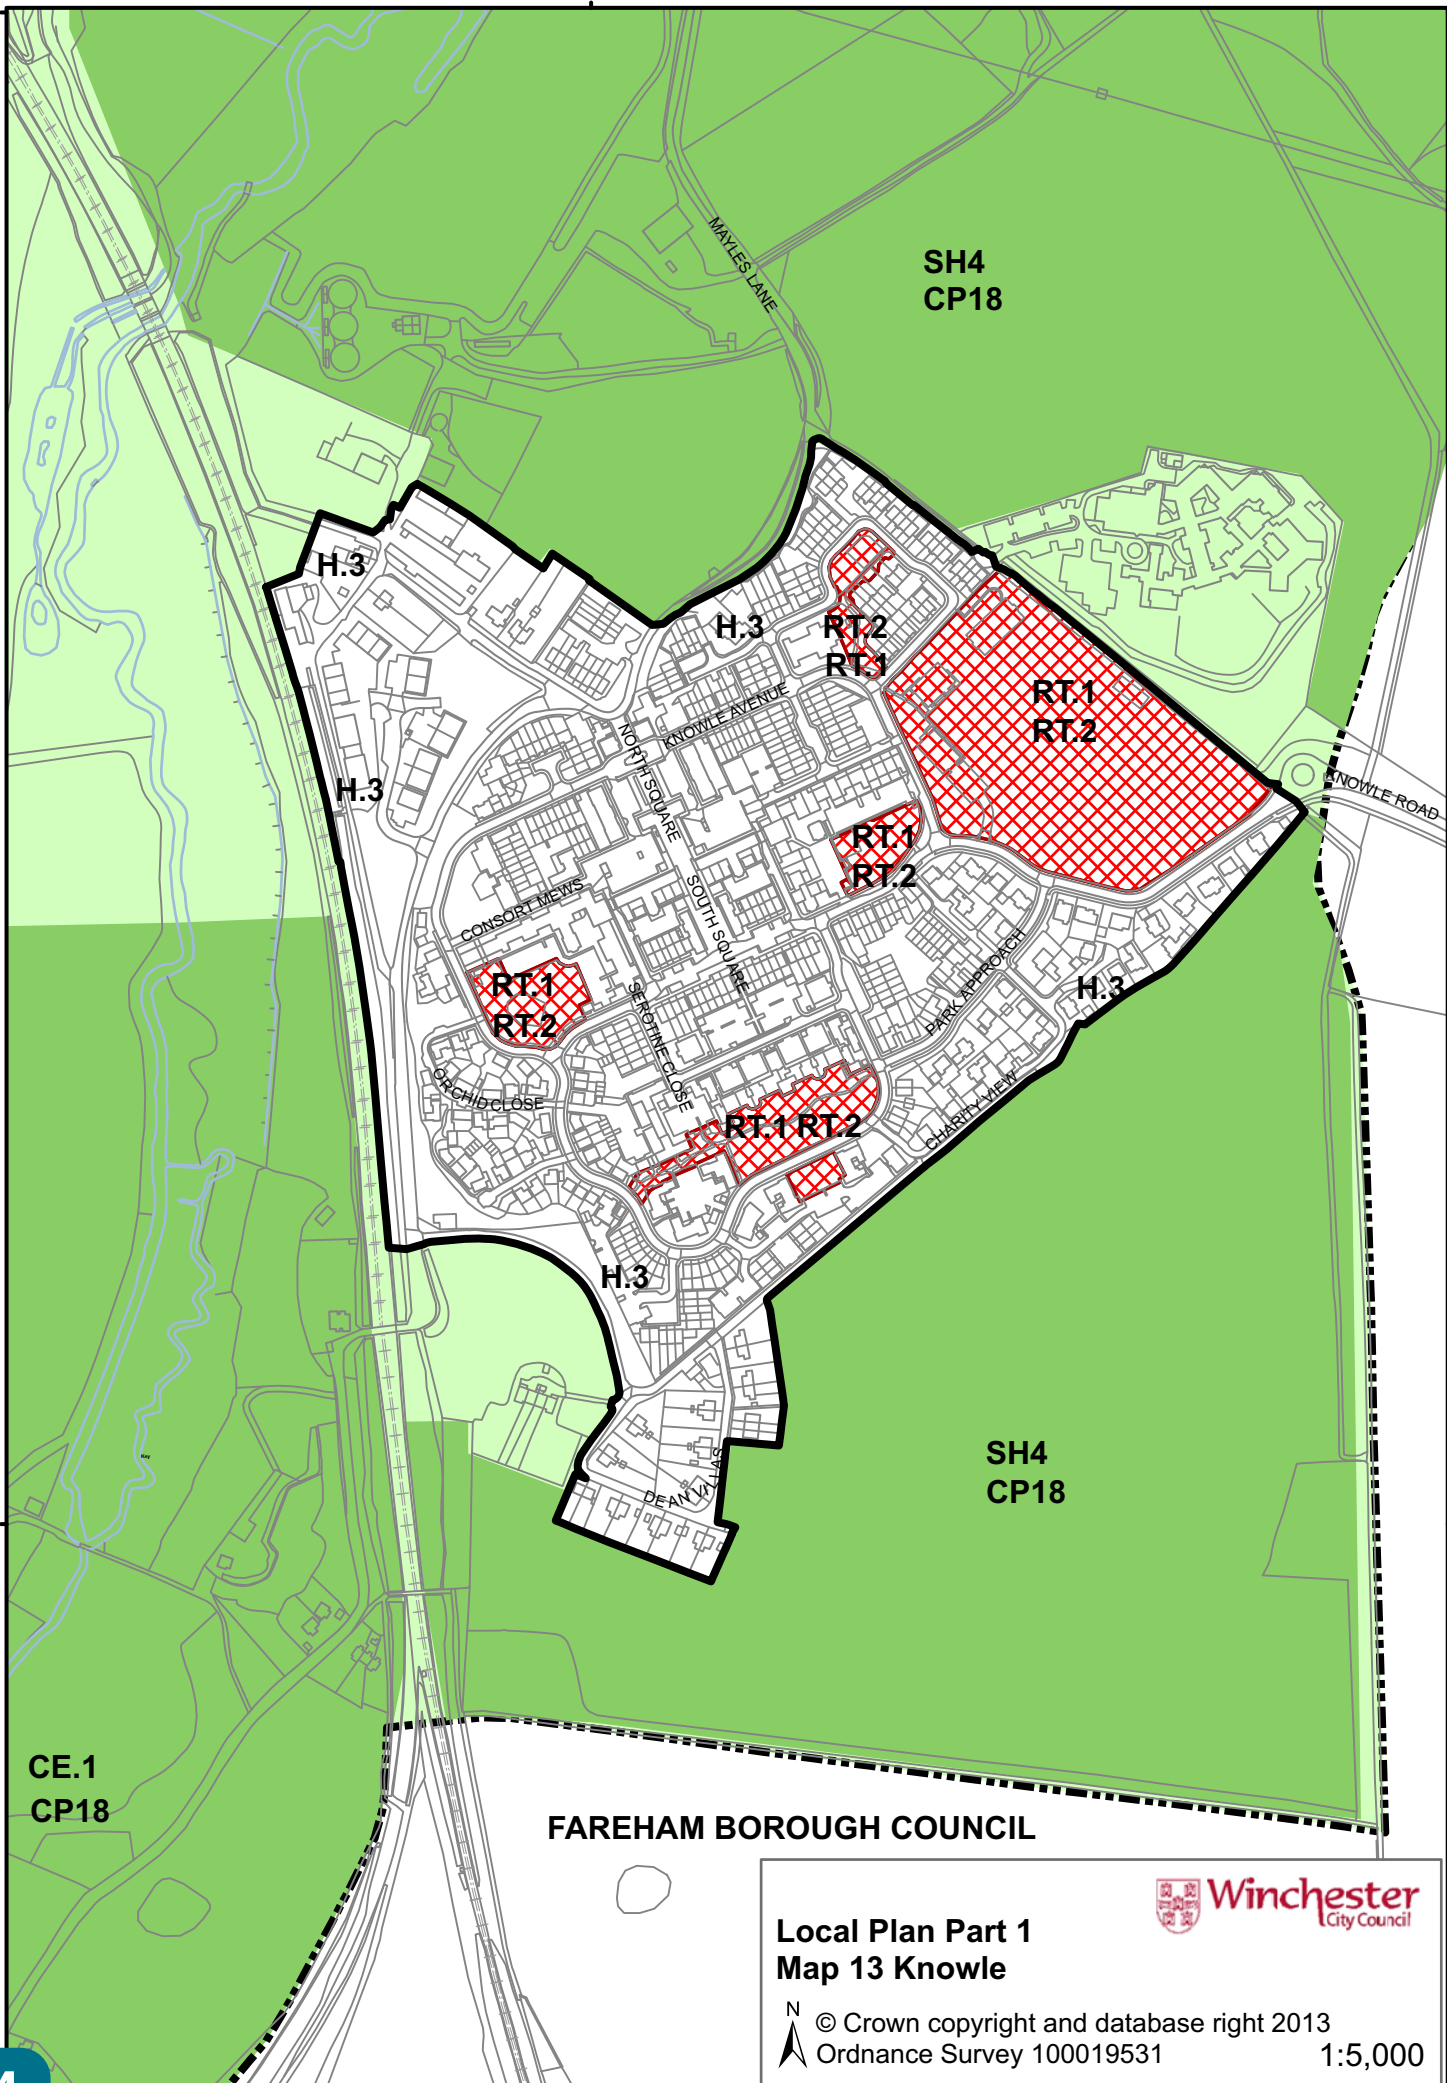 MAYLES LANE
SH4
CP18
H.3
H.3
RT.2
RT.1
RT.1
RT.2
KNOWLE AVENUE
NORTH SQUARE
H.3
KNOWLE ROAD
RT.1
RT.2
SOUTH SQUARE
CONSORT MEWS
PARK APPROACH
RT.1
RT.2
H.3
SEROTINE CLOSE
ORCHID CLOSE
CHARITY VIEW
RT.1 RT.2
H.3
SH4
CP18
Key
DEAN VILLAS
CE.1
CP18
FAREHAM BOROUGH COUNCIL
Winchester
City Council
Local Plan Part 1
Map 13 Knowle
N
© Crown copyright and database right 2013
Ordnance Survey 100019531
1:5,000